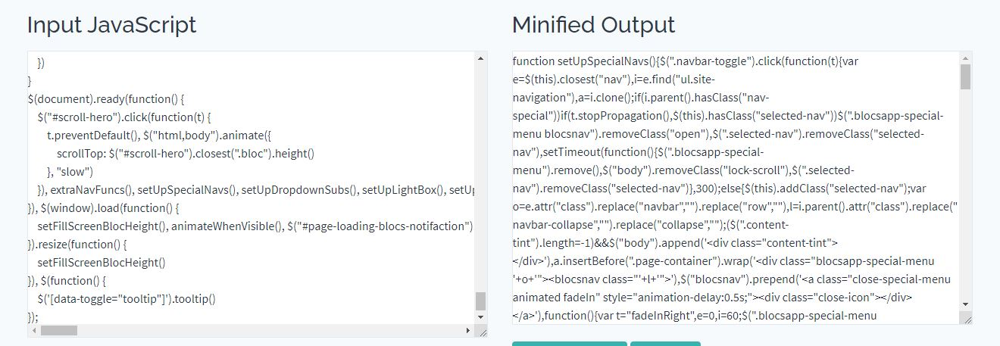 Input JavaScript
})
}
$(document).ready(function() {
$("#scroll-hero").click(function(t) {
t.preventDefault(), $("html,body").animate({
scrollTop: $("#scroll-hero").closest(".bloc").height()
}, "slow")
}), extraNavFuncs(), setUpSpecialNavs(), setUpDropdownSubs(), setUpLightBox(), setUp
}), $(window).load(function() {
setFillScreenBlocHeight(), animateWhenVisible(), $("#page-loading-blocs-notifaction")
}).resize(function() {
setFillScreenBlocHeight()
}), $(function() {
$('[data-toggle="tooltip"]').tooltip()
});
Minified Output
function setUpSpecialNavs(){$(".navbar-toggle").click(function(t){var
e=$(this).closest("nav"),i=e.find("ul.site-
navigation"),a=i.clone();if(i.parent().hasClass("nav-
special"))if(t.stopPropagation(),$(this).hasClass("selected-nav"))$(".blocsapp-special-
menu blocsnav").removeClass("open"),$(".selected-nav").removeClass("selected-
nav"),setTimeout(function(){$(".blocsapp-special-
menu").remove(),$("body").removeClass("lock-scroll"),$(".selected-
nav").removeClass("selected-nav")},300);else{$(this).addClass("selected-nav");var
o=e.attr("class").replace("navbar","").replace("row",""),l=i.parent().attr("class").replace("
navbar-collapse","").replace("collapse","");($(".content-
tint").length=-1)&&$("body").append('<div class="content-tint">
</div>'),a.insertBefore(".page-container").wrap('<div class="blocsapp-special-menu
'+o+'"><blocsnav class="'+l+'">'),$("blocsnav").prepend('<a class="close-special-menu
animated fadeIn" style="animation-delay:0.5s;"><div class="close-icon"></div>
</a>'),function(){var t="fadeInRight",e=0,i=60;$(".blocsapp-special-menu